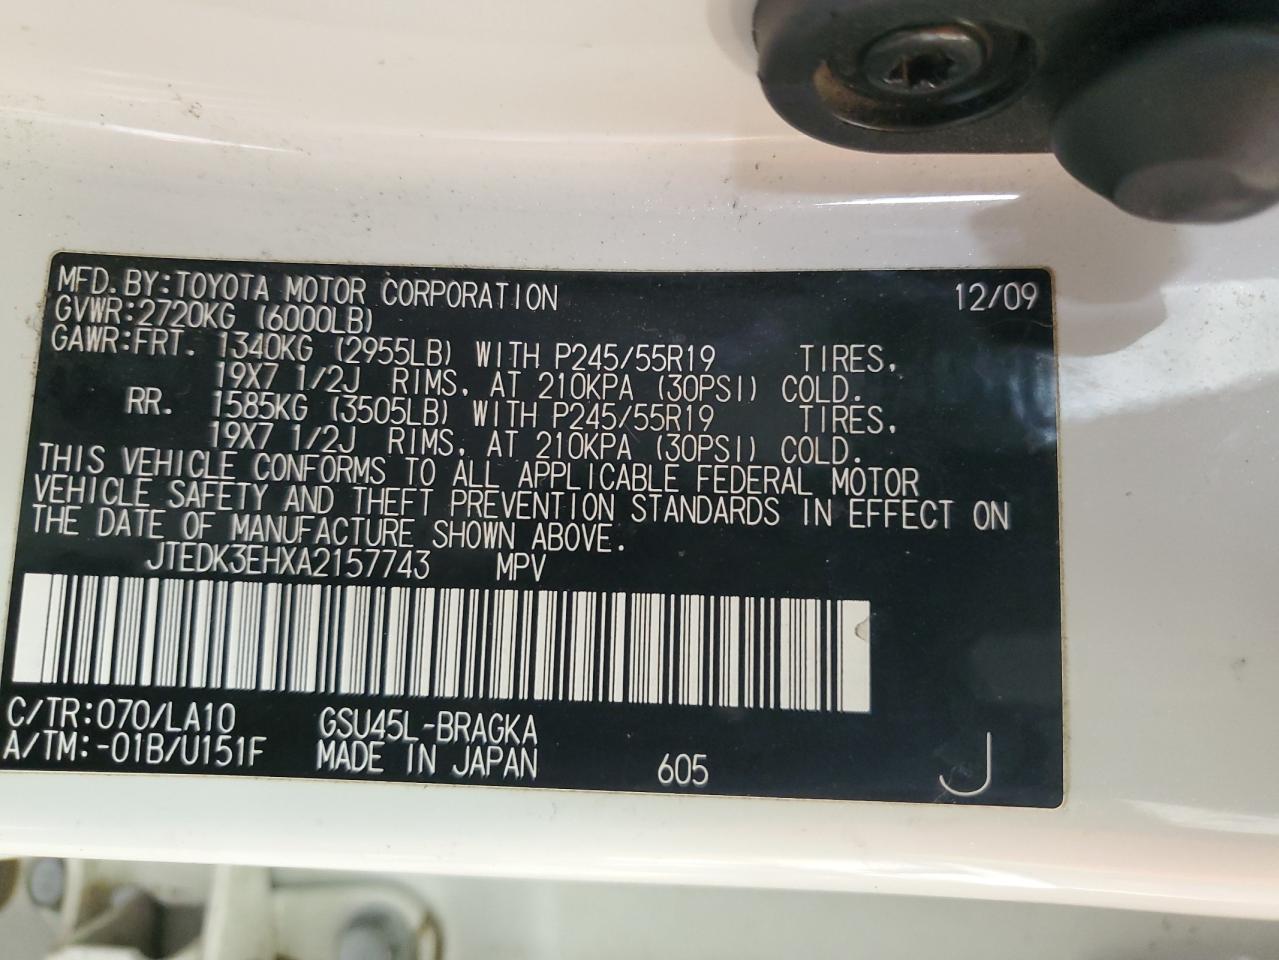 MFD. BY:TOYOTA MOTOR CORPORATION 12/09
GVWR:2720KG (6000LB)
GAWR:FRT. 1340KG (2955LB) WITH P245/55R19 TIRES,
19X7 1/2J RIMS, AT 210KPA (30PSI) COLD.
RR. 1585KG (3505LB) WITH P245/55R19 TIRES,
19X7 1/2J RIMS, AT 210KPA (30PSI) COLD.
THIS VEHICLE CONFORMS TO ALL APPLICABLE FEDERAL MOTOR
VEHICLE SAFETY AND THEFT PREVENTION STANDARDS IN EFFECT ON
THE DATE OF MANUFACTURE SHOWN ABOVE.
JTEDK3EHXA2157743 MPV
C/TR:070/LA10 GSU45L-BRAGKA
A/TM:-01B/U151F MADE IN JAPAN 605 J